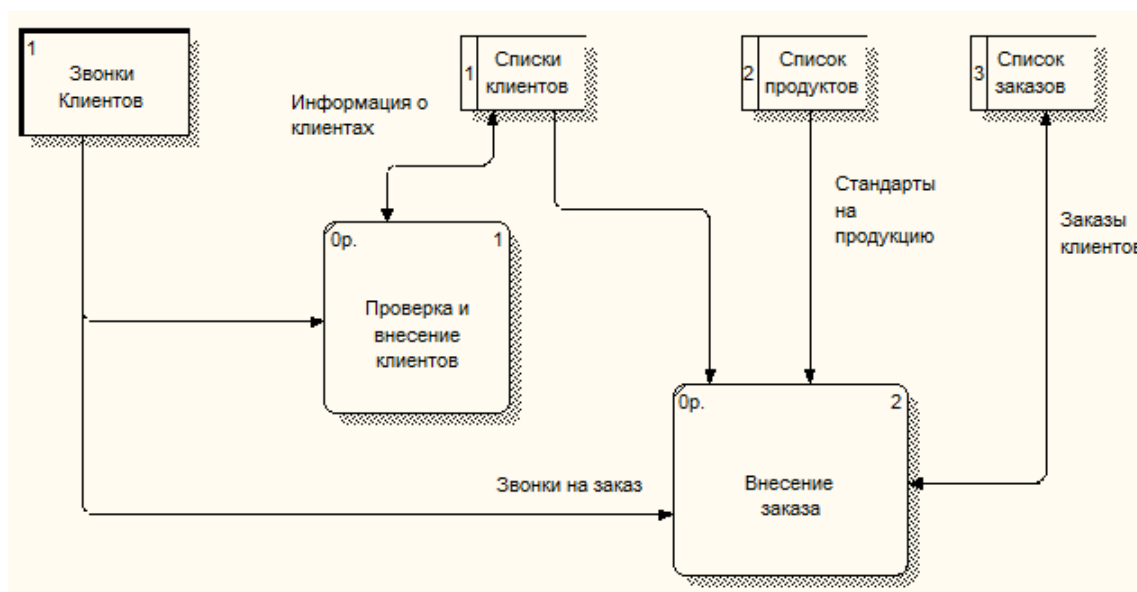 1
Звонки
Клиентов
Информация о
клиентах
1
Списки
клиентов
2
Список
продуктов
3
Список
заказов
Стандарты
на
продукцию
Заказы
клиентов
0р.
1
Проверка и
внесение
клиентов
0р.
2
Внесение
заказа
Звонки на заказ